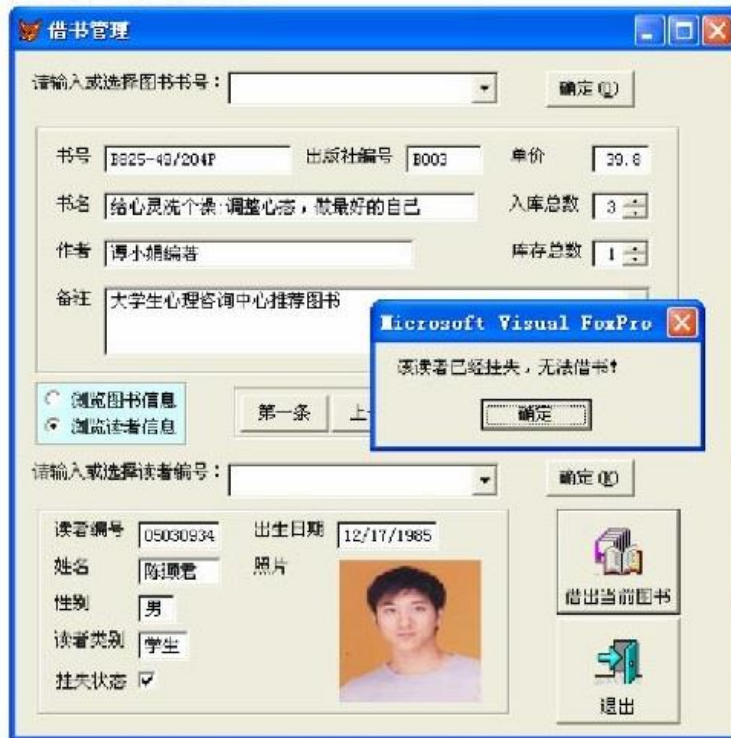 借书管理
请输入或选择图书书号：
确定(L)
书号 B825-49/204P 出版社编号 B003 单价 39.8
书名 给心灵洗个澡:调整心态，做最好的自己 入库总数 3
作者 谭小娟编著 库存总数 1
备注 大学生心理咨询中心推荐图书
Microsoft Visual FoxPro
该读者已经挂失，无法借书!
确定
浏览图书信息
浏览读者信息
第一条 上
请输入或选择读者编号：
确定(K)
读者编号 05030934 出生日期 12/17/1985
姓名 照片
性别 男
读者类别 学生
挂失状态
借出当前图书
退出